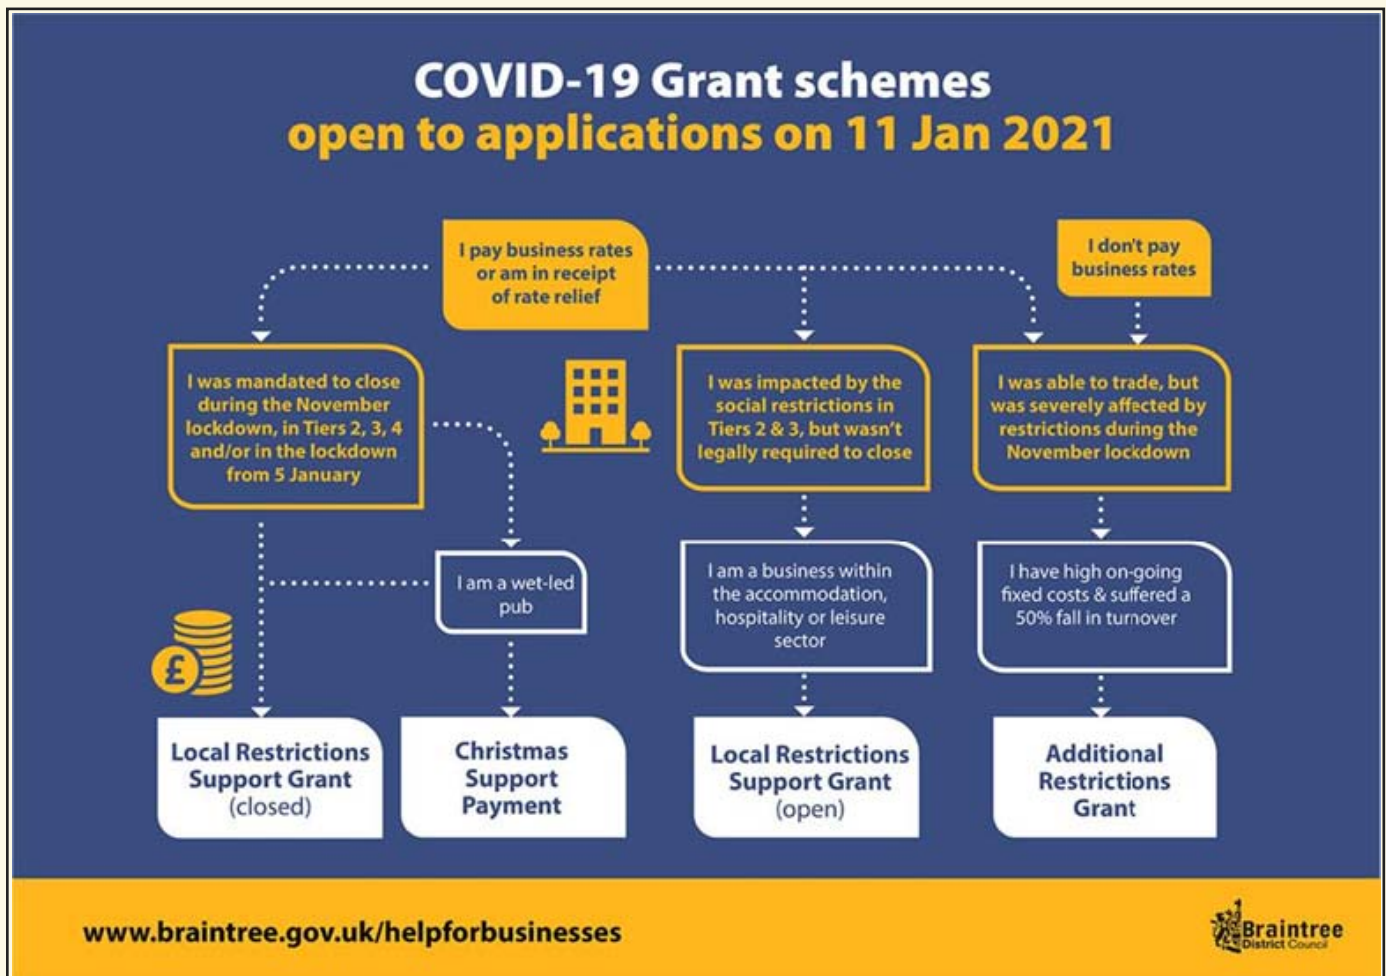 COVID-19 Grant schemes
open to applications on 11 Jan 2021
I pay business rates
or am in receipt
of rate relief
I don't pay
business rates
I was mandated to close
during the November
lockdown, in Tiers 2, 3, 4
and/or in the lockdown
from 5 January
I was impacted by the
social restrictions in
Tiers 2 & 3, but wasn't
legally required to close
I was able to trade, but
was severely affected by
restrictions during the
November lockdown
I am a wet-led
pub
I am a business within
the accommodation,
hospitality or leisure
sector
I have high on-going
fixed costs & suffered a
50% fall in turnover
£
Local Restrictions
Support Grant
(closed)
Christmas
Support
Payment
Local Restrictions
Support Grant
(open)
Additional
Restrictions
Grant
www.braintree.gov.uk/helpforbusinesses
Braintree
District Council